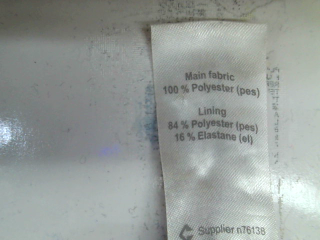 Main fabric
100 % Polyester (pes)
Lining
84 % Polyester (pes)
16 % Elastane (el)
Supplier n76138